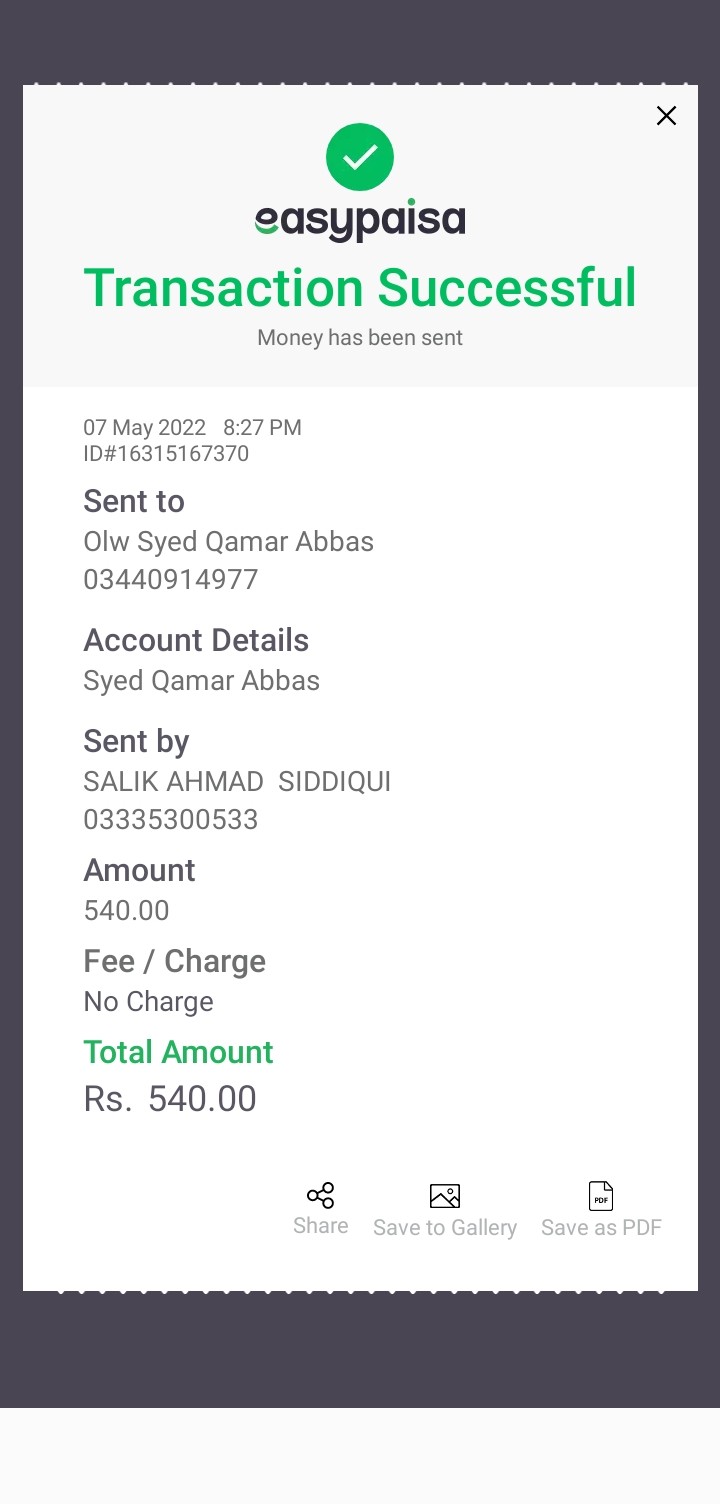 easypaisa
Transaction Successful
Money has been sent
07 May 2022 8:27 PM
ID#16315167370
Sent to
Olw Syed Qamar Abbas
03440914977
Account Details
Syed Qamar Abbas
Sent by
SALIK AHMAD SIDDIQUI
03335300533
Amount
540.00
Fee / Charge
No Charge
Total Amount
Rs. 540.00
PDF
Share Save to Gallery Save as PDF